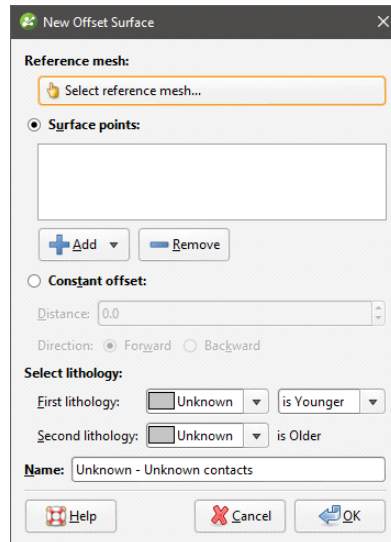 New Offset Surface
Reference mesh:
Select reference mesh...
Surface points:
Add
Remove
Constant offset:
Distance: 0.0
Direction: Forward Backward
Select lithology:
First lithology: Unknown is Younger
Second lithology: Unknown is Older
Name: Unknown - Unknown contacts
Help Cancel OK